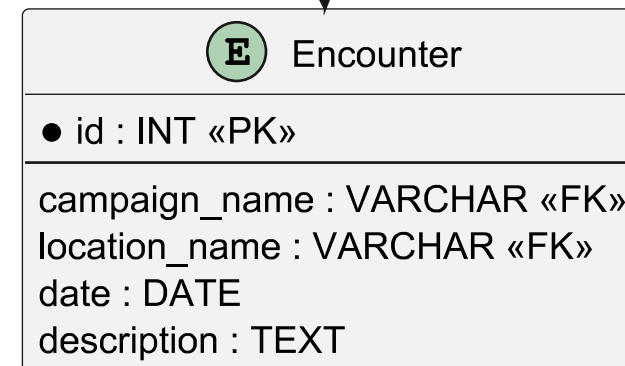 E Encounter
● id : INT «PK»
campaign_name : VARCHAR «FK»
location_name : VARCHAR «FK»
date : DATE
description : TEXT